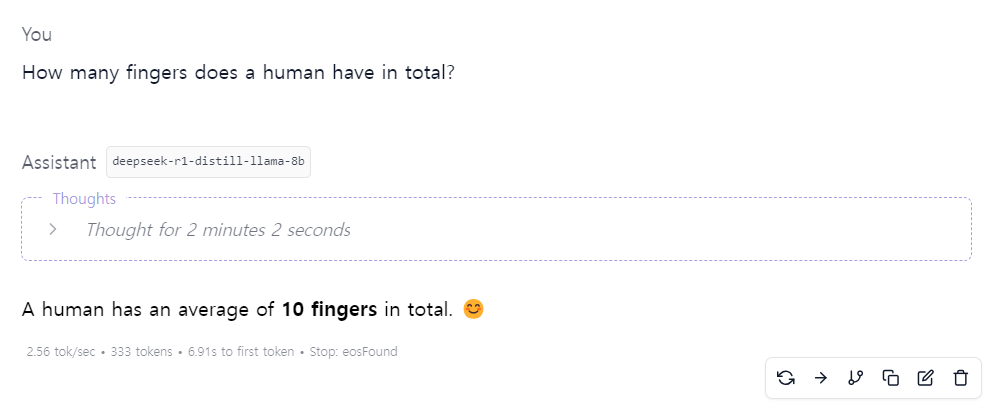 You
How many fingers does a human have in total?
Assistant deepseek-r1-distill-llama-8b
Thoughts
Thought for 2 minutes 2 seconds
A human has an average of 10 fingers in total. 😊
2.56 tok/sec • 333 tokens • 6.91s to first token • Stop: eosFound